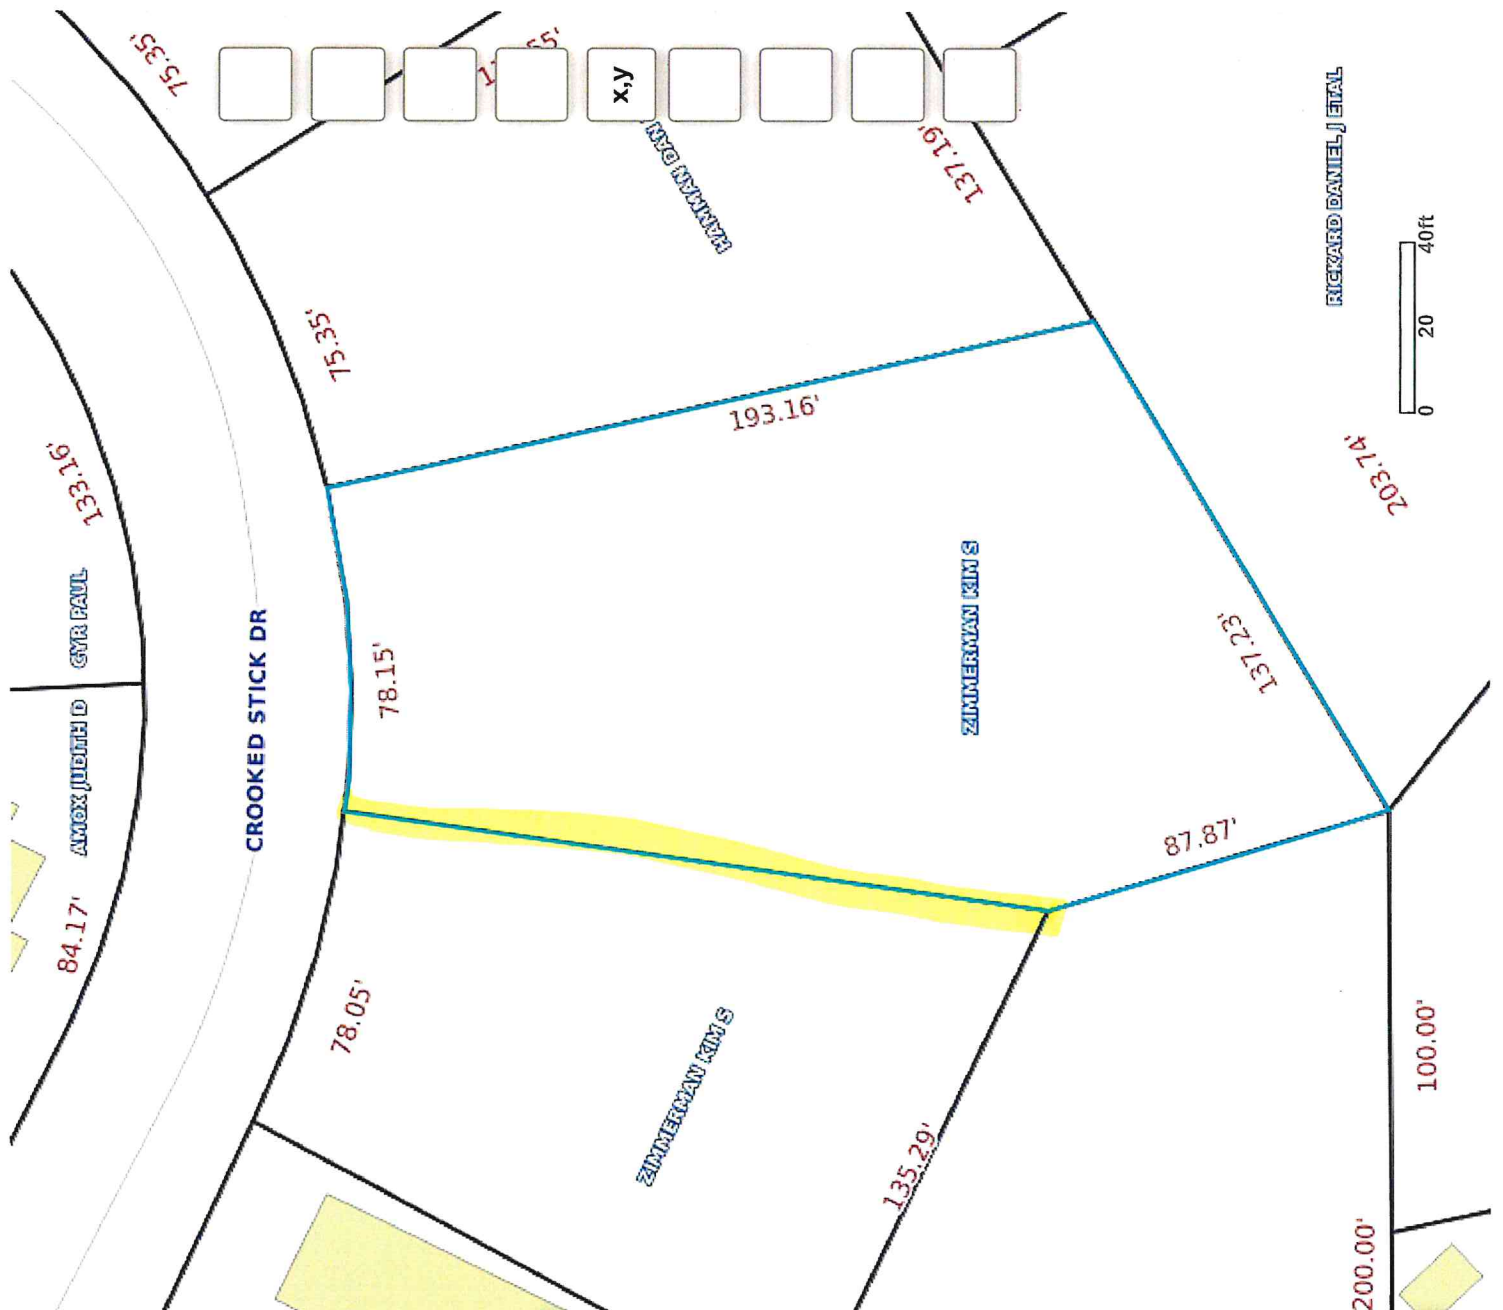 75.35'
x,y
HAMMAN DAN
137.19'
RICKARD DANIEL J ETAL
75.35'
193.16'
0 20 40ft
133.16'
203.74'
GYR PAUL
AMOX JUDITH D
CROOKED STICK DR
78.15'
ZIMMERMAN KIM S
137.23'
87.87'
84.17'
78.05'
ZIMMERMAN KIM S
135.29'
100.00'
200.00'